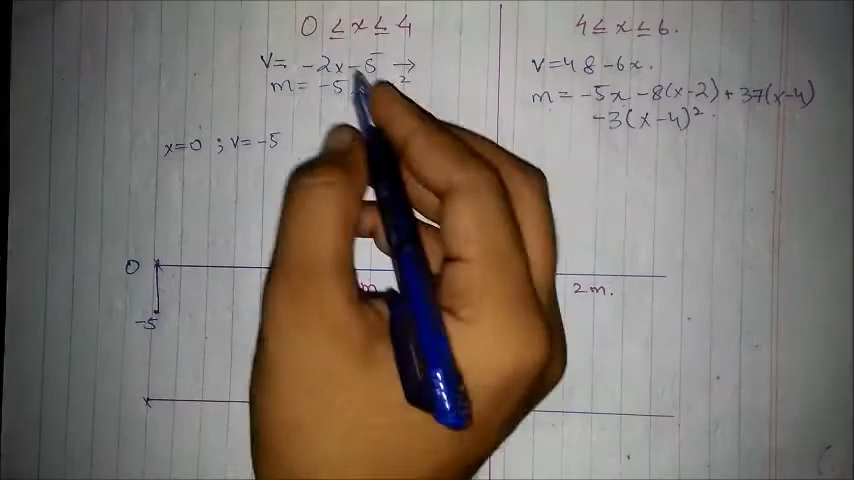 0 ≤ x ≤ 4
V= -2x-5 →
m= -5 2
x=0 ; V= -5
4 ≤ x ≤ 6.
V=48-6x.
m= -5x -8(x-2) + 37(x-4)
-3(x-4)².
0
-5
m
2m.